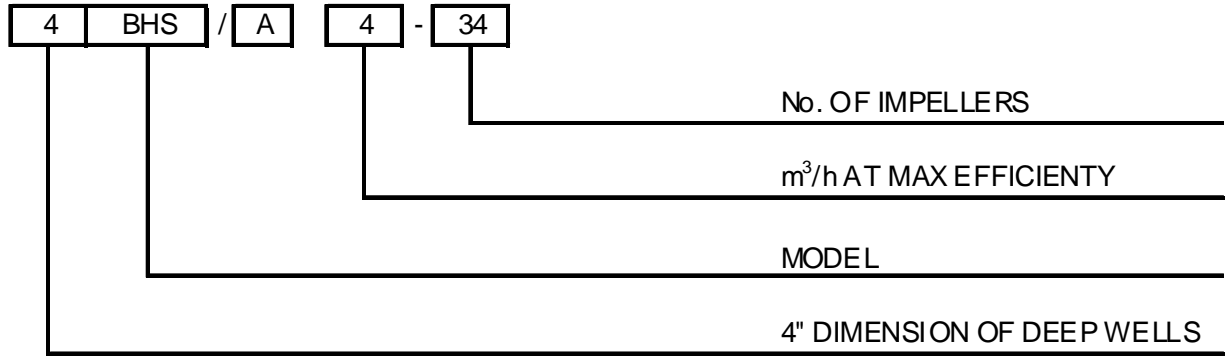 4 BHS / A 4 - 34
No. OF IMPELLERS
m³/h AT MAX EFFICIENTY
MODEL
4" DIMENSION OF DEEP WELLS